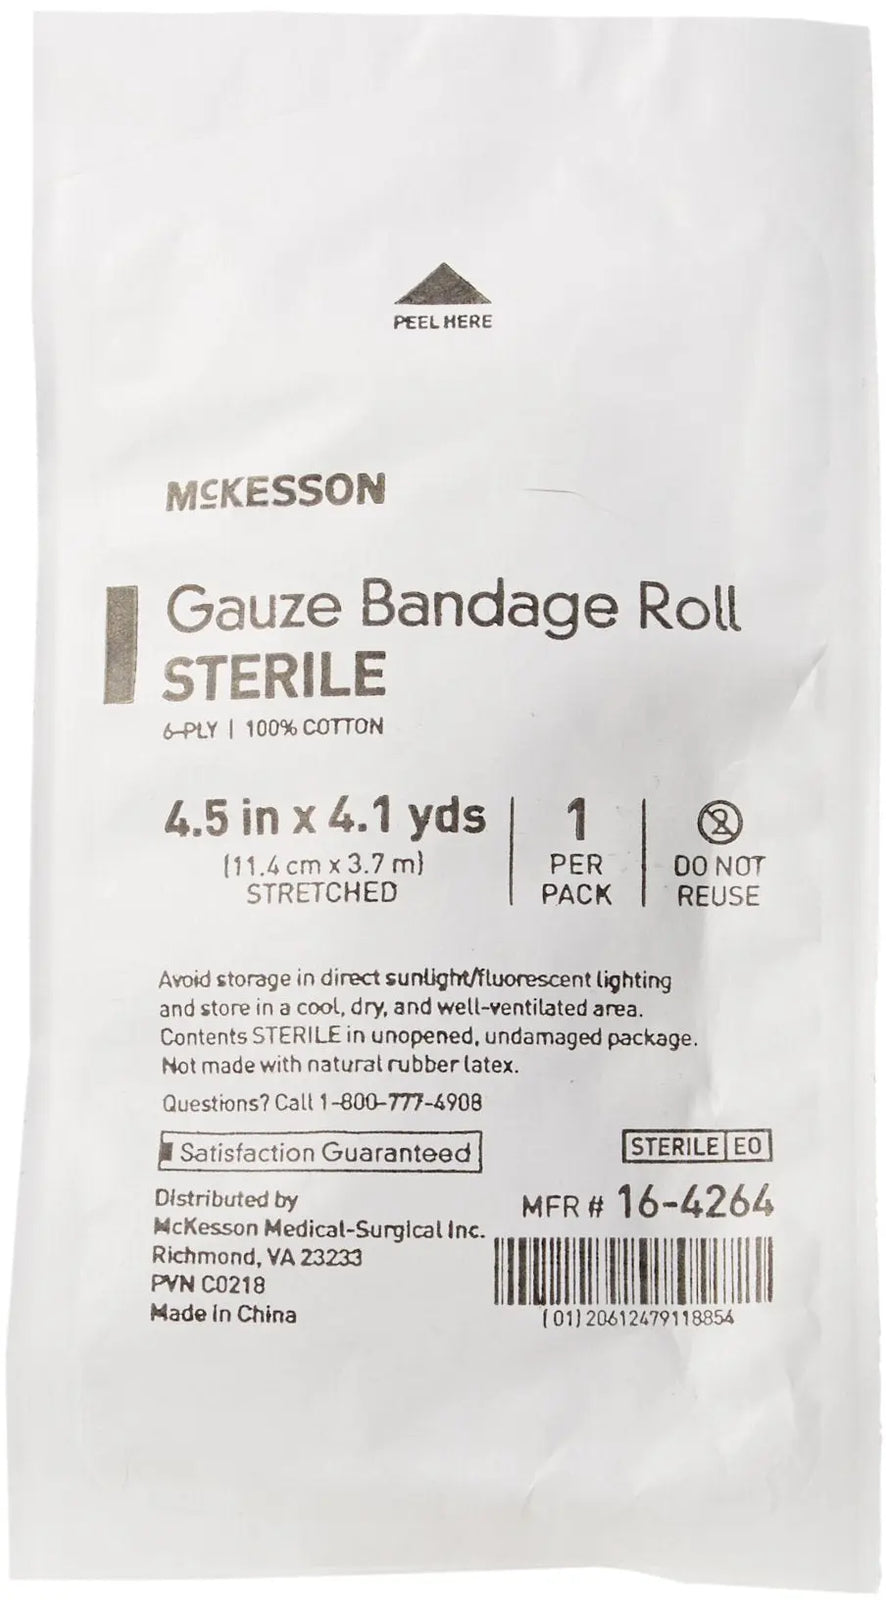 PEEL HERE
McKESSON
Gauze Bandage Roll
STERILE
6-PLY | 100% COTTON
4.5 in x 4.1 yds
(11.4 cm x 3.7 m)
STRETCHED
1
PER
PACK
2
DO NOT
REUSE
Avoid storage in direct sunlight/fluorescent lighting
and store in a cool, dry, and well-ventilated area.
Contents STERILE in unopened, undamaged package.
Not made with natural rubber latex.
Questions? Call 1-800-777-4908
Satisfaction Guaranteed
STERILE EO
Distributed by
McKesson Medical-Surgical Inc.
Richmond, VA 23233
PVN C0218
Made in China
MFR # 16-4264
(01)20612479118854